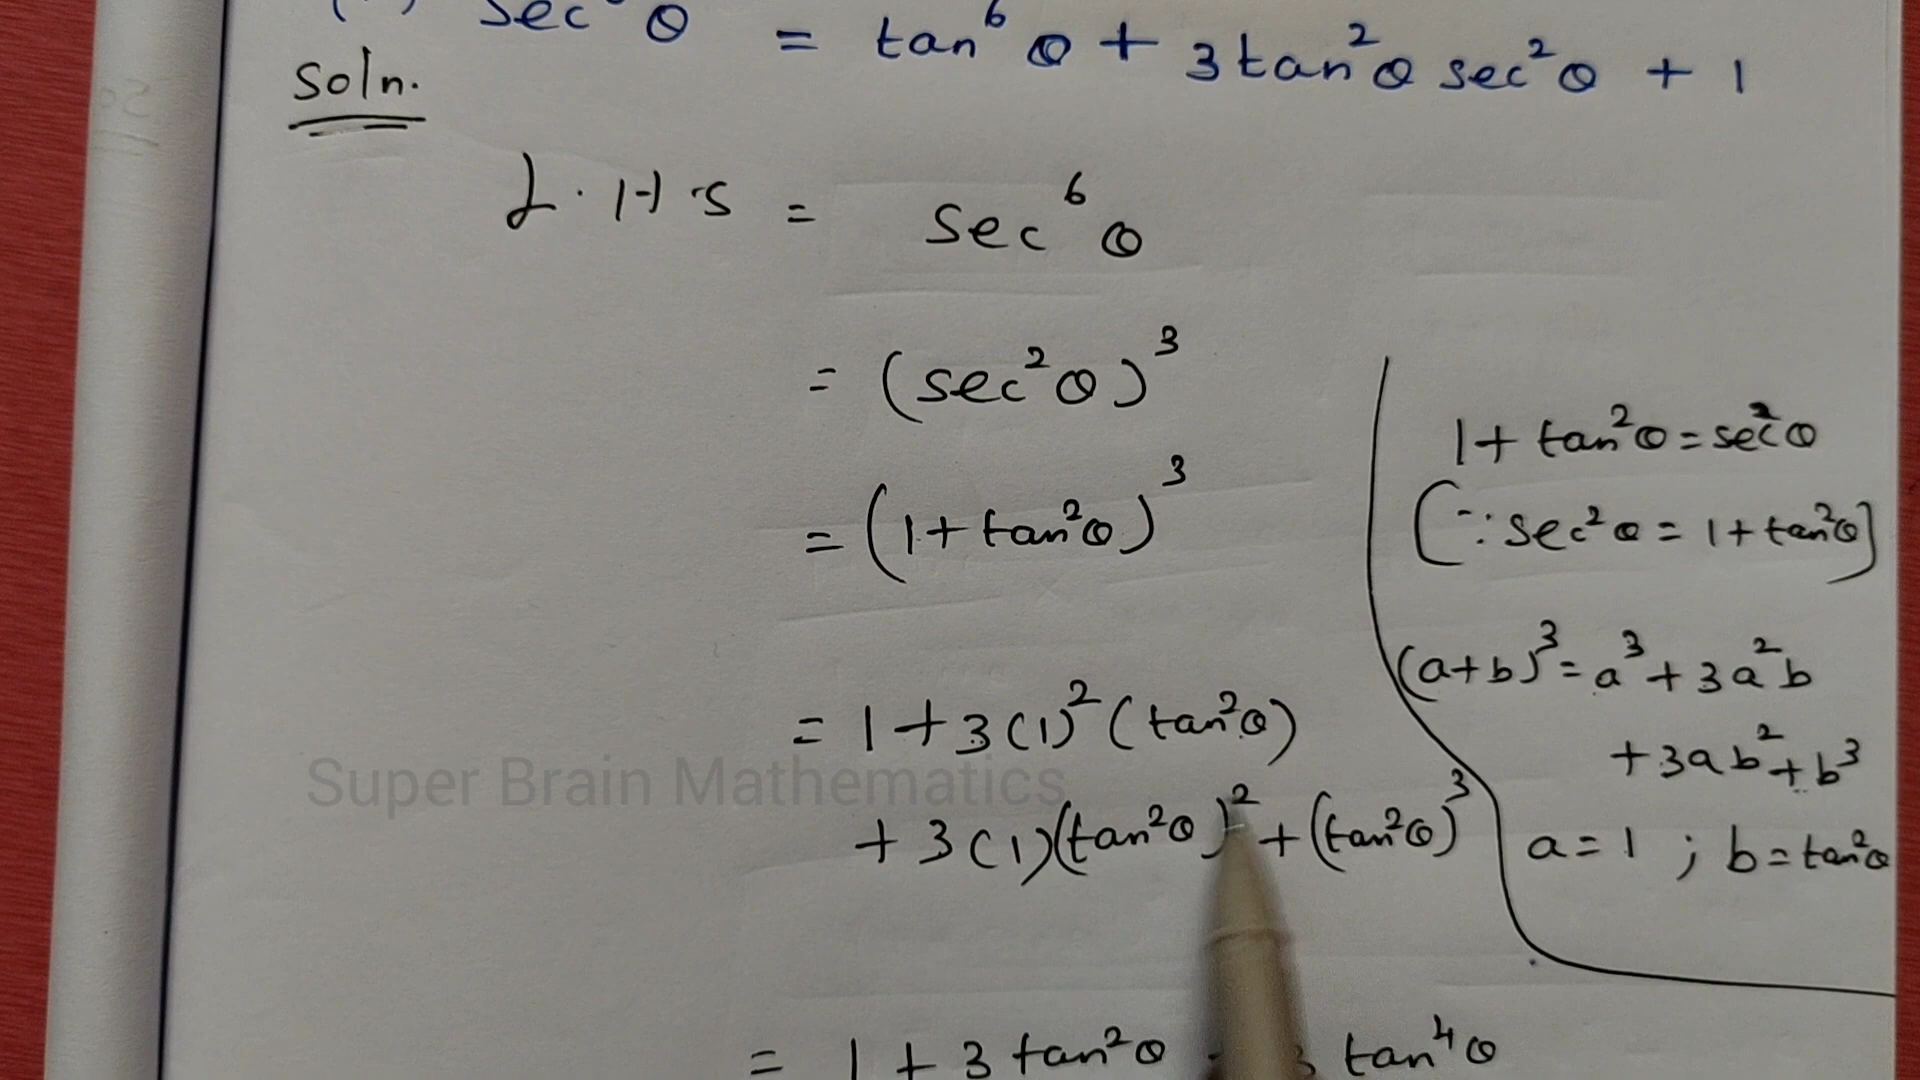 sec θ = tan⁶θ + 3tan²θ sec²θ + 1
Soln.
L.H.S = sec⁶θ
= (sec²θ)³
= (1+tan²θ)³
= 1+3(1)²(tan²θ)
+ 3(1)(tan²θ)² + (tan²θ)³
= 1 + 3 tan²θ 3 tan⁴θ
1+tan²θ=sec²θ
(∵ sec²θ = 1+tan²θ]
(a+b)³=a³+3a²b
+3ab²+b³
a=1 ; b=tan²θ
Super Brain Mathematics